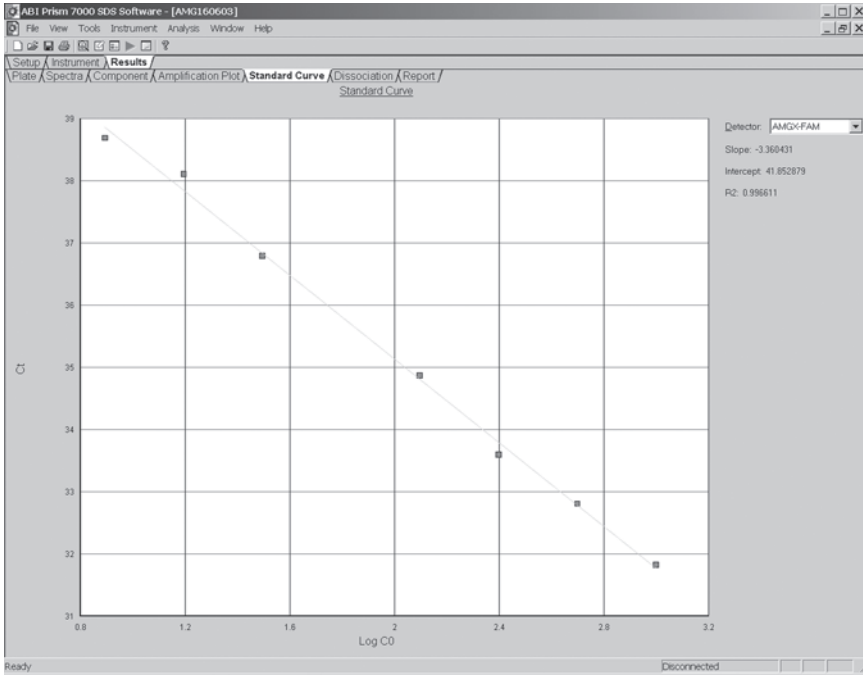 ABI Prism 7000 SDS Software - [AMG160603]
File View Tools Instrument Analysis Window Help
Setup Instrument Results
Plate Spectra Component Amplification Plot Standard Curve Dissociation Report
Standard Curve
Detector: AMGX-FAM
Slope: -3.360431
Intercept: 41.852879
R2: 0.996611
39
38
37
36
35
34
33
32
31
Ct
0.8 1.2 1.6 2 2.4 2.8 3.2
Log C0
Ready Disconnected